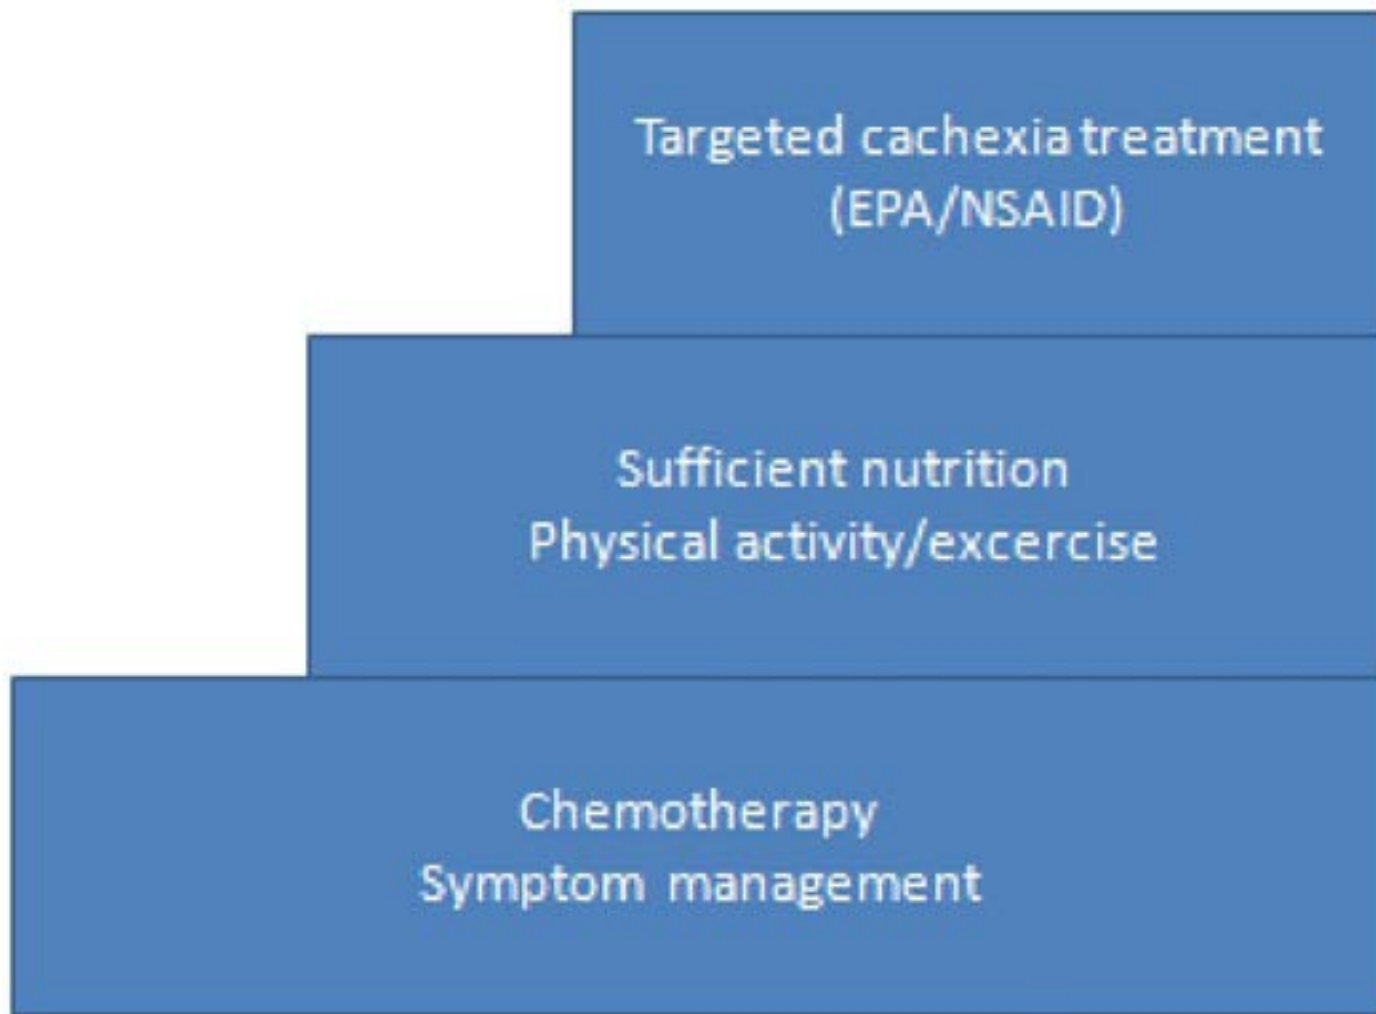 Targeted cachexia treatment
(EPA/NSAID)
Sufficient nutrition
Physical activity/excercise
Chemotherapy
Symptom management